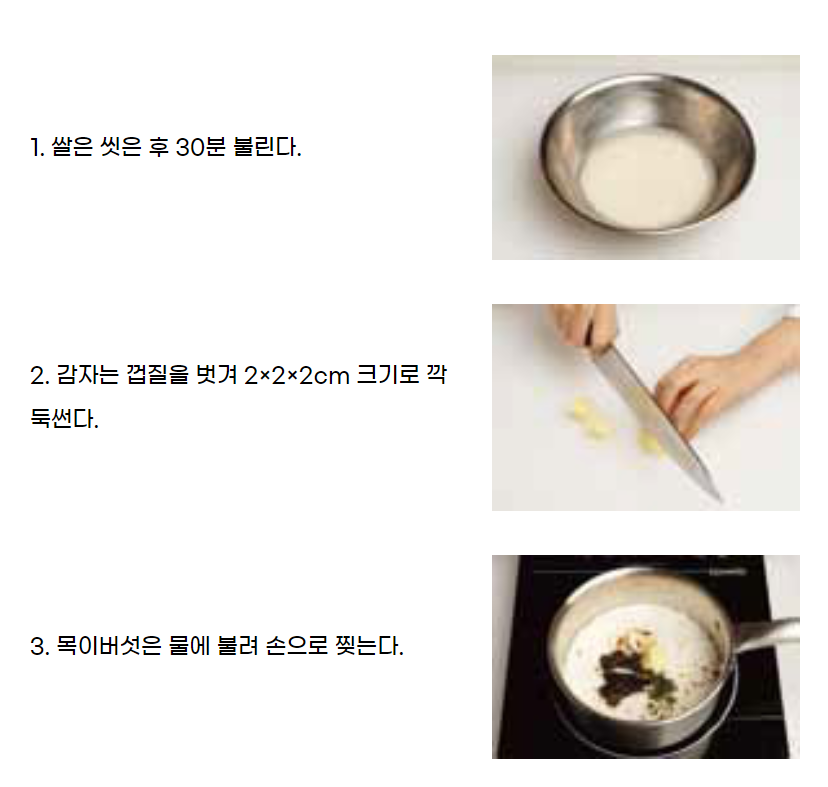 1. 쌀은 씻은 후 30분 불린다.
2. 감자는 껍질을 벗겨 2×2×2cm 크기로 깍
둑썬다.
3. 목이버섯은 물에 불려 손으로 찢는다.